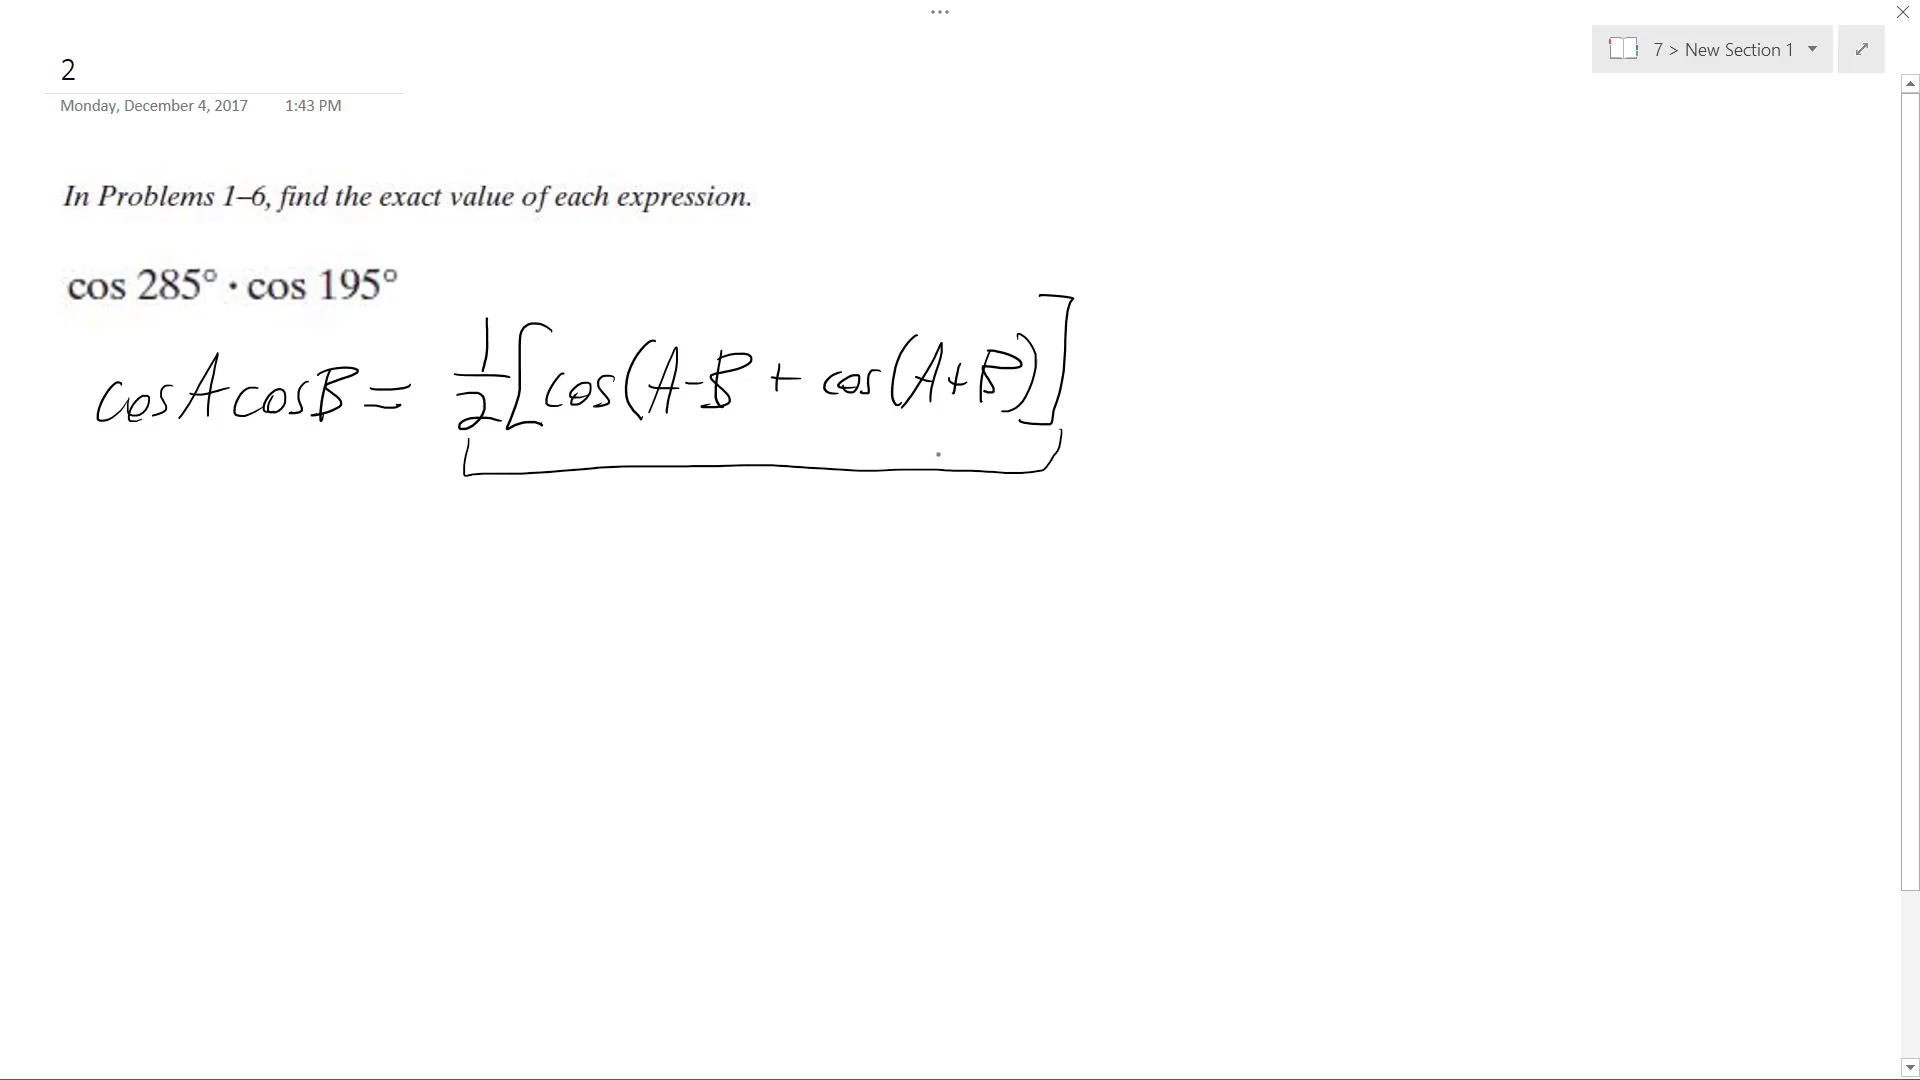 ...
7 > New Section 1
2
Monday, December 4, 2017 1:43 PM
In Problems 1–6, find the exact value of each expression.
cos 285° · cos 195°
cosAcosB = 1/2[cos(A-B + cos(A+B)]